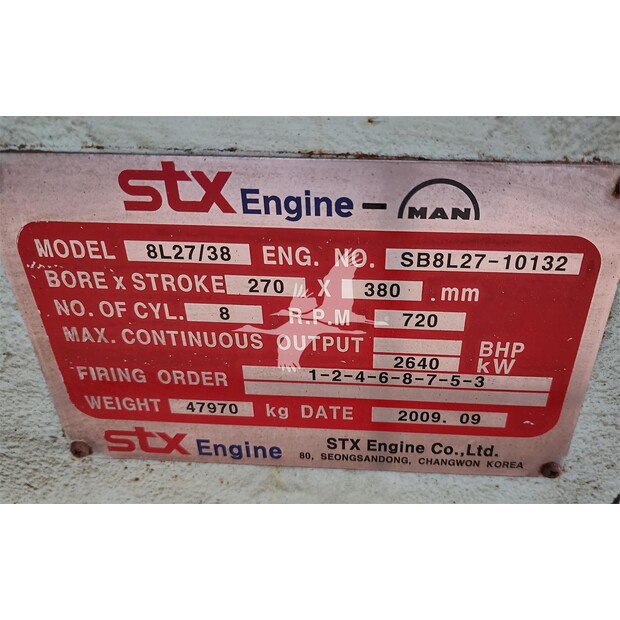 STX Engine - MAN
MODEL 8L27/38 ENG. NO. SB8L27-10132
BORE x STROKE 270 X 380 .mm
NO. OF CYL. 8 R.P.M 720
MAX. CONTINUOUS OUTPUT BHP
2640 kW
FIRING ORDER 1-2-4-6-8-7-5-3
WEIGHT 47970 kg DATE 2009. 09
STX Engine STX Engine Co.,Ltd.
80, SEONGSANDONG, CHANGWON KOREA